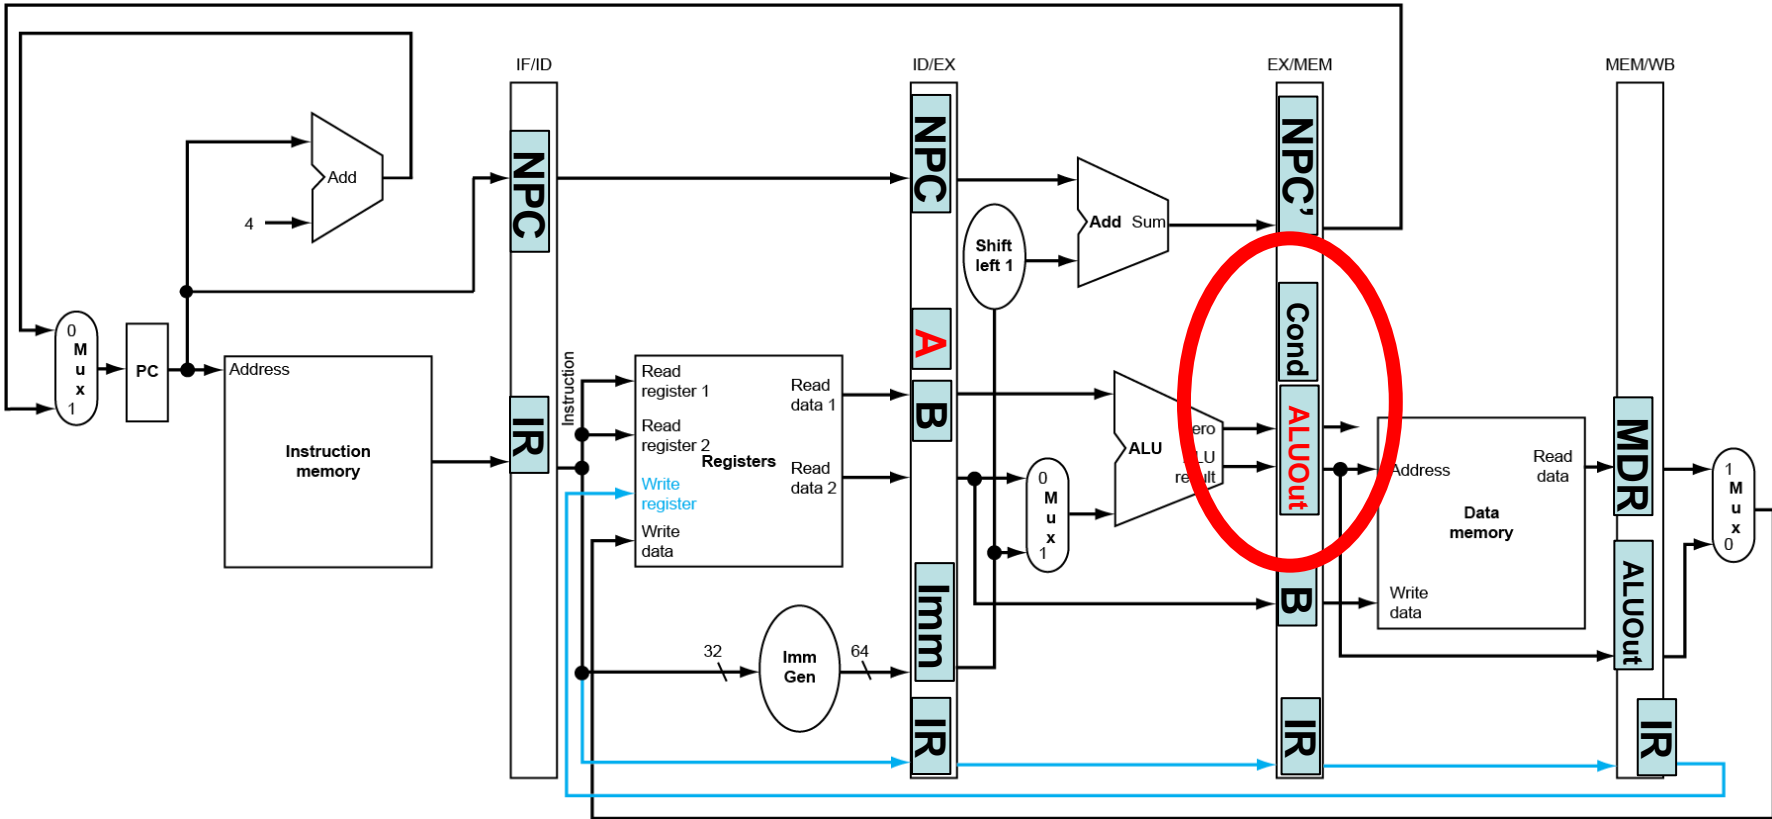 IF/ID
ID/EX
EX/MEM
MEM/WB
NPC
NPC
NPC’
Add
4
Add Sum
Shift
left 1
Cond
A
0
M
u
x
1
PC
Address
Instruction
memory
IR
Instruction
Read
register 1
Read
register 2
Registers
Write
register
Write
data
Read
data 1
Read
data 2
B
0
M
u
x
1
ALU
ero
ALU
result
ALUOut
Address
Read
data
Data
memory
Write
data
MDR
1
M
u
x
0
ALUOut
B
Imm
32
Imm
Gen
64
IR
IR
IR